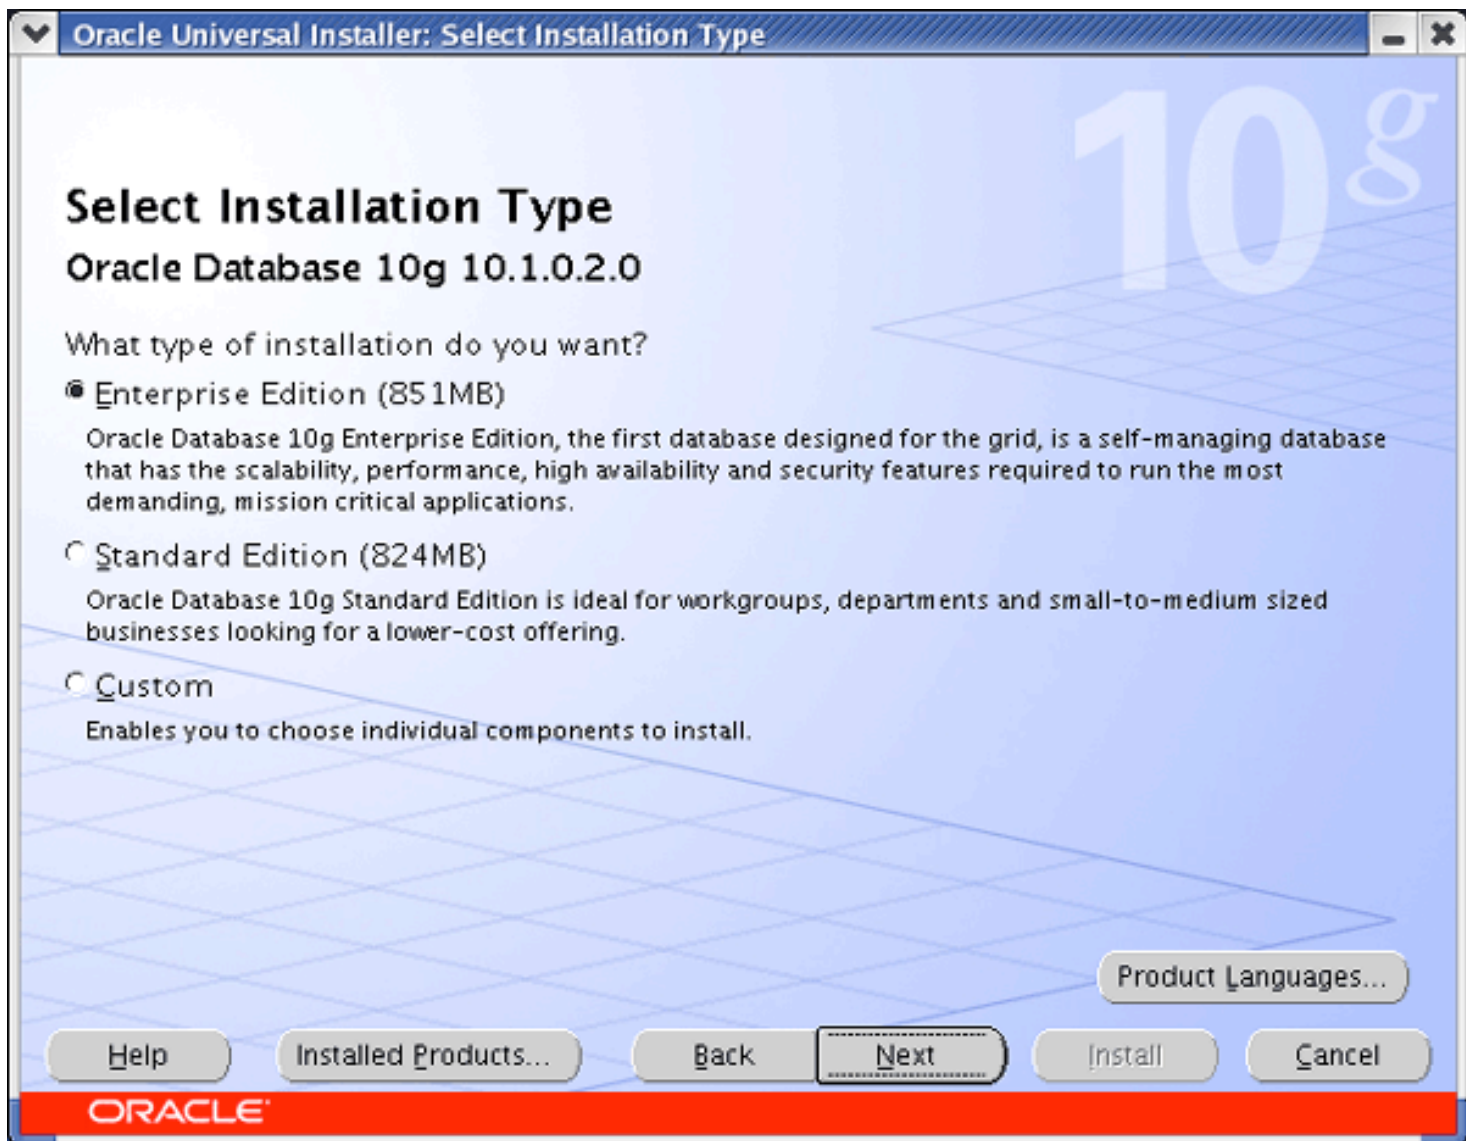 Oracle Universal Installer: Select Installation Type
10g
Select Installation Type
Oracle Database 10g 10.1.0.2.0
What type of installation do you want?
Enterprise Edition (851MB)
Oracle Database 10g Enterprise Edition, the first database designed for the grid, is a self-managing database
that has the scalability, performance, high availability and security features required to run the most
demanding, mission critical applications.
Standard Edition (824MB)
Oracle Database 10g Standard Edition is ideal for workgroups, departments and small-to-medium sized
businesses looking for a lower-cost offering.
Custom
Enables you to choose individual components to install.
Product Languages...
Help Installed Products... Back Next Install Cancel
ORACLE